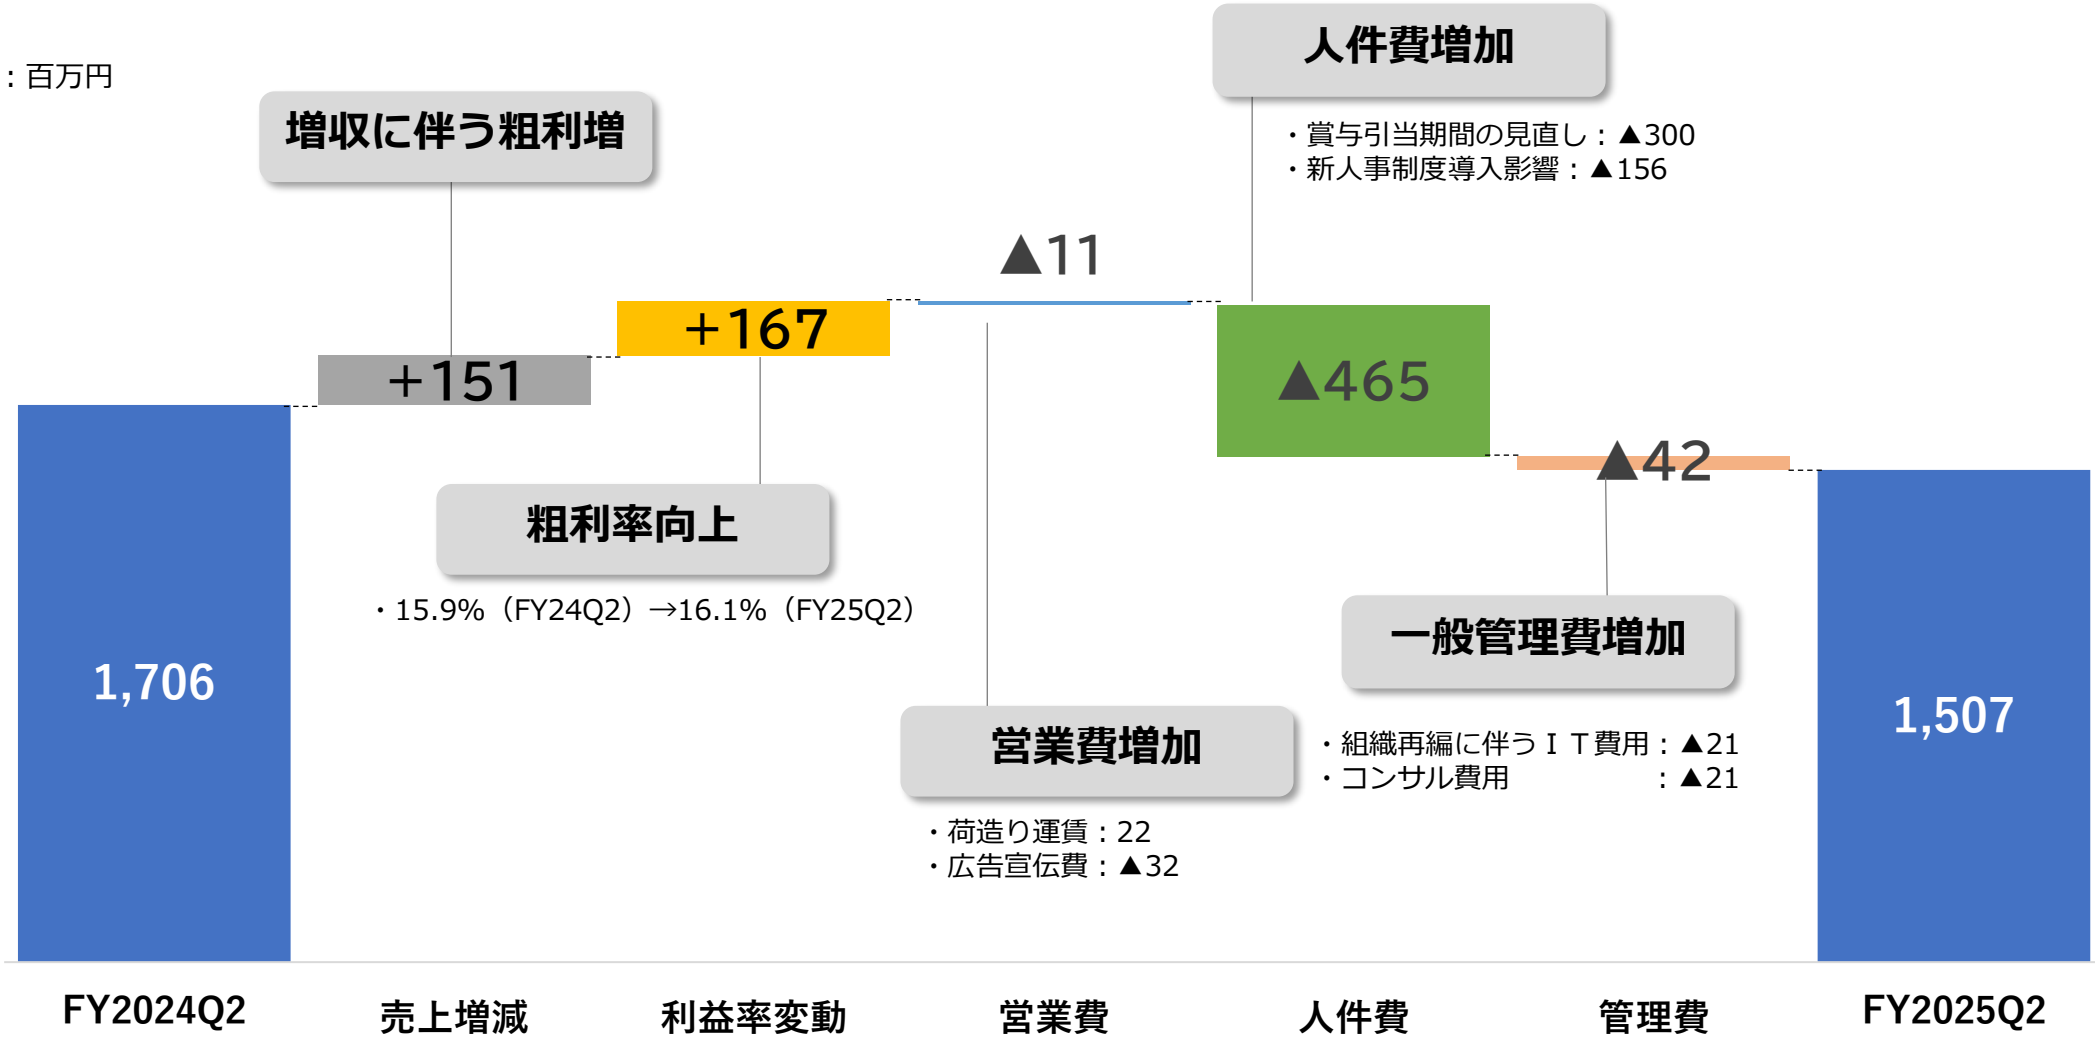 ：百万円
人件費増加
・賞与引当期間の見直し：▲300
・新人事制度導入影響：▲156
増収に伴う粗利増
▲11
＋167
＋151
▲465
▲42
粗利率向上
・15.9%（FY24Q2）→16.1%（FY25Q2）
一般管理費増加
・組織再編に伴うＩＴ費用：▲21
・コンサル費用　　　　　：▲21
営業費増加
・荷造り運賃：22
・広告宣伝費：▲32
1,706
1,507
FY2024Q2
売上増減
利益率変動
営業費
人件費
管理費
FY2025Q2